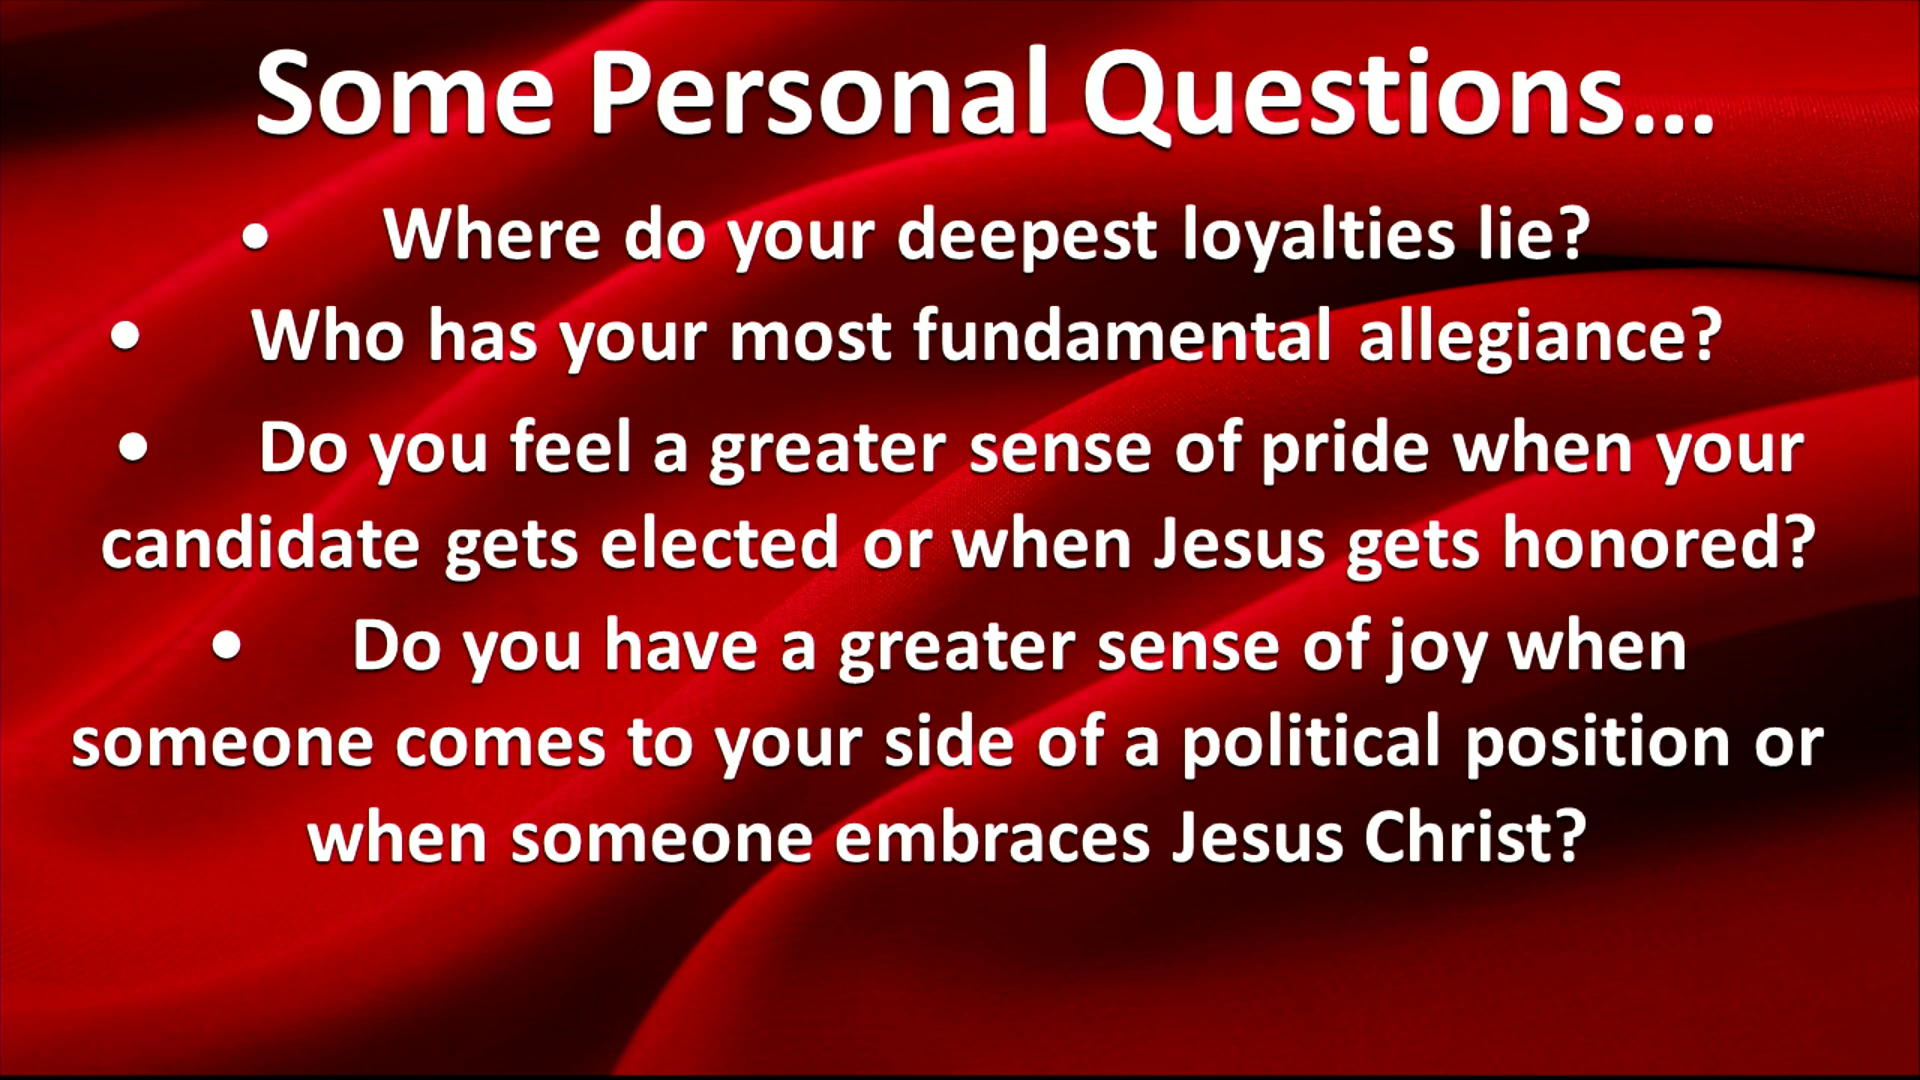 Some Personal Questions...
• Where do your deepest loyalties lie?
• Who has your most fundamental allegiance?
• Do you feel a greater sense of pride when your
candidate gets elected or when Jesus gets honored?
• Do you have a greater sense of joy when
someone comes to your side of a political position or
when someone embraces Jesus Christ?